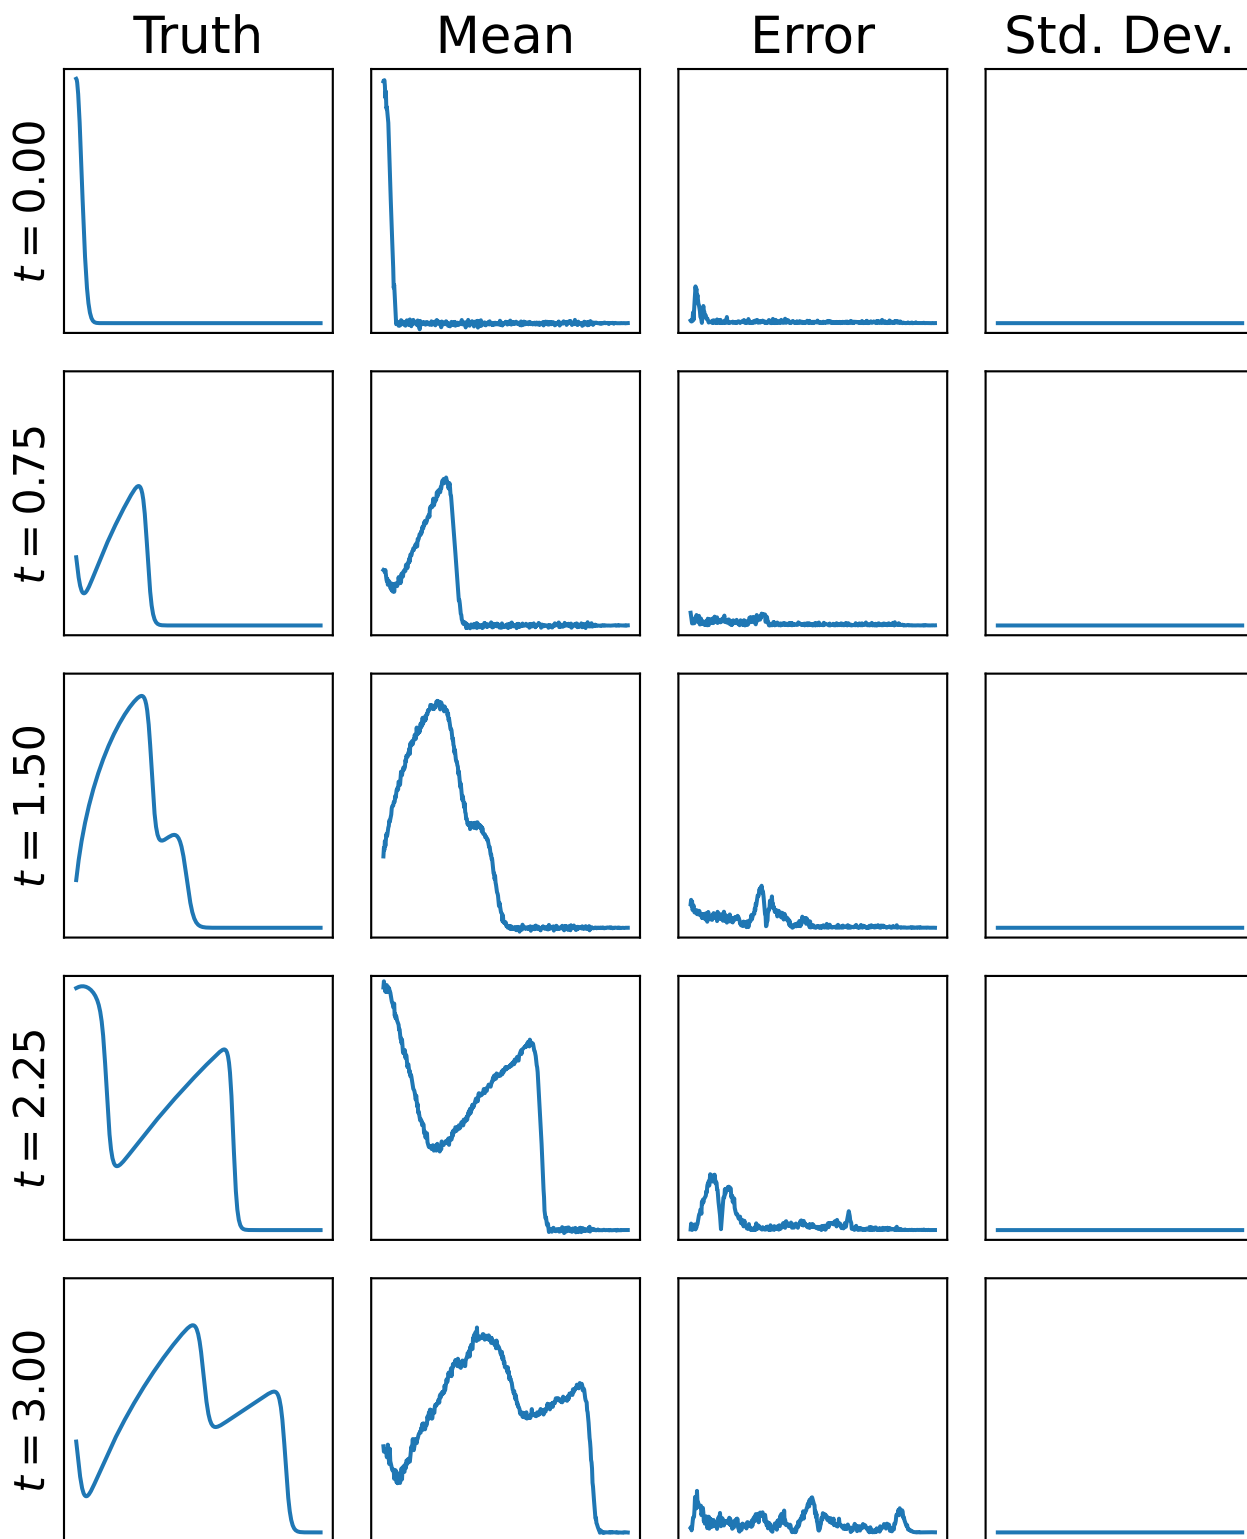 Truth Mean Error Std. Dev.
t = 0.00
t = 0.75
t = 1.50
t = 2.25
t = 3.00